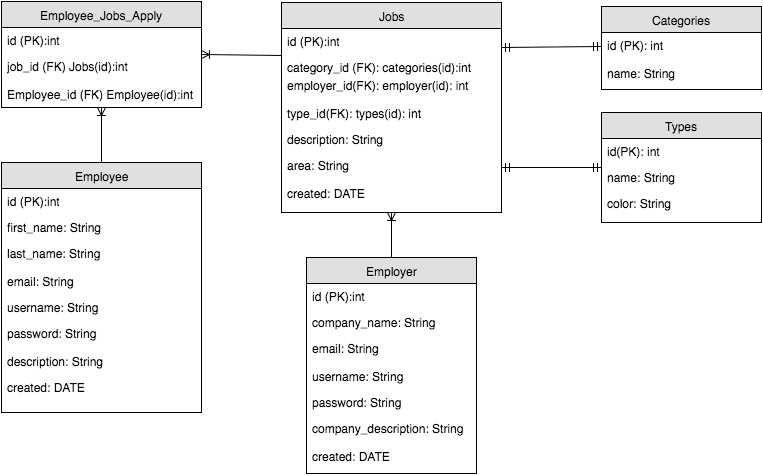 Employee_Jobs_Apply
id (PK):int
job_id (FK) Jobs(id):int
Employee_id (FK) Employee(id):int
Jobs
id (PK):int
category_id (FK): categories(id):int
employer_id(FK): employer(id): int
type_id(FK): types(id): int
description: String
area: String
created: DATE
Categories
id (PK): int
name: String
Types
id(PK): int
name: String
color: String
Employee
id (PK):int
first_name: String
last_name: String
email: String
username: String
password: String
description: String
created: DATE
Employer
id (PK):int
company_name: String
email: String
username: String
password: String
company_description: String
created: DATE